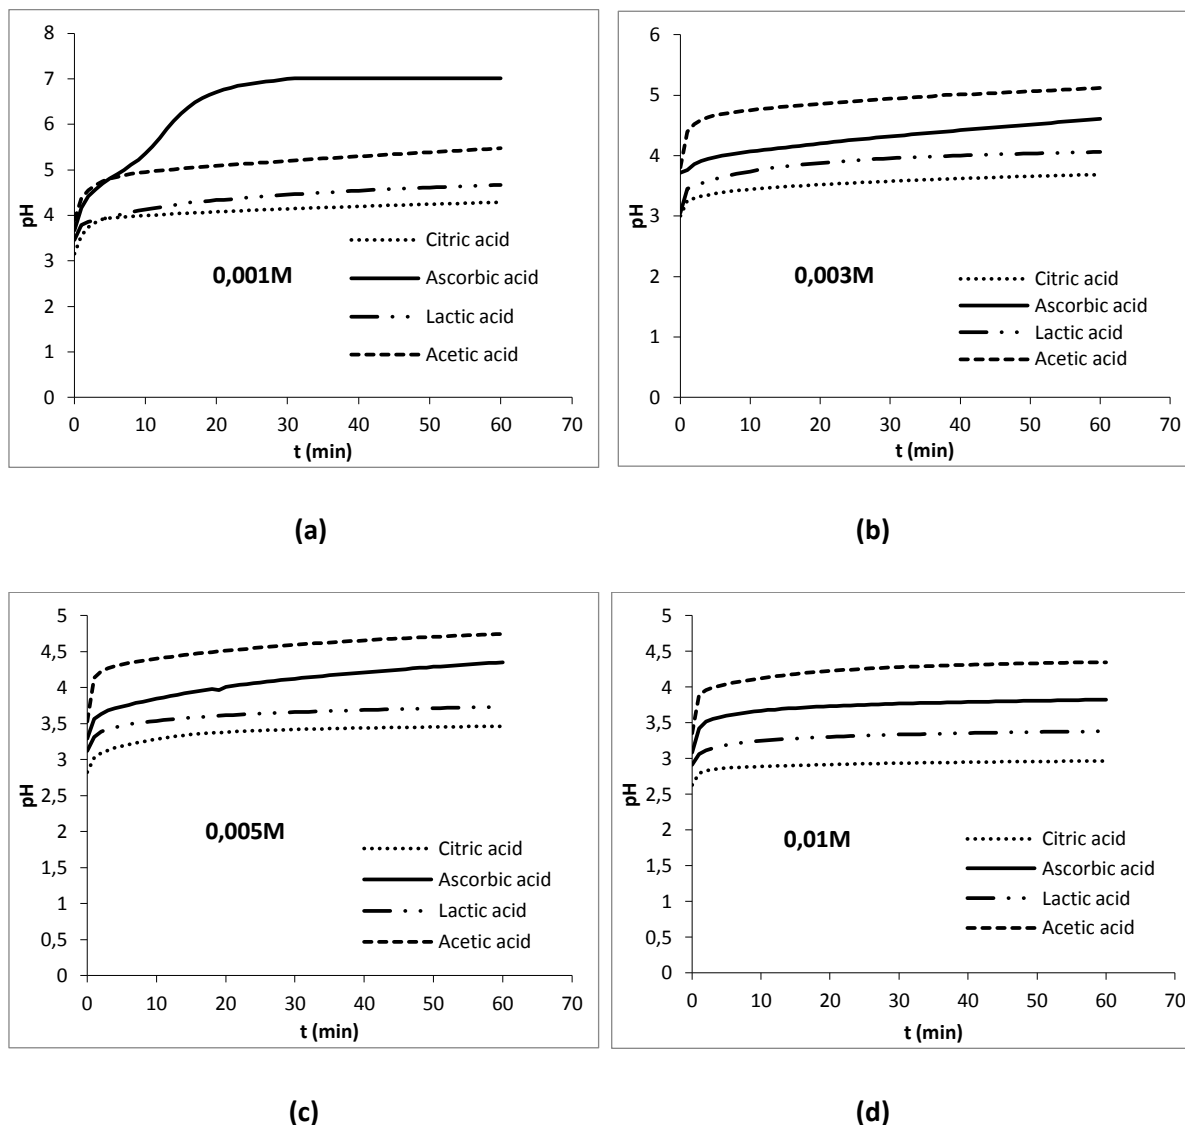 8
7
6
5
4
3
2
1
0
pH
0 10 20 30 40 50 60 70
t (min)
0,001M
Citric acid
Ascorbic acid
Lactic acid
Acetic acid
(a)
6
5
4
3
2
1
0
pH
0 10 20 30 40 50 60 70
t (min)
0,003M
Citric acid
Ascorbic acid
Lactic acid
Acetic acid
(b)
5
4,5
4
3,5
3
2,5
2
1,5
1
0,5
0
pH
0 10 20 30 40 50 60 70
t (min)
0,005M
Citric acid
Ascorbic acid
Lactic acid
Acetic acid
(c)
5
4,5
4
3,5
3
2,5
2
1,5
1
0,5
0
pH
0 10 20 30 40 50 60 70
t (min)
0,01M
Citric acid
Ascorbic acid
Lactic acid
Acetic acid
(d)